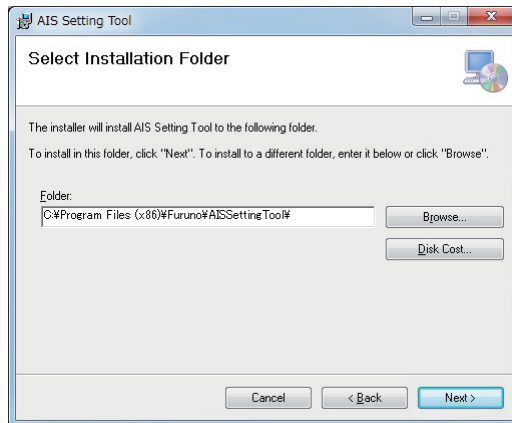 AIS Setting Tool
Select Installation Folder
The installer will install AIS Setting Tool to the following folder.
To install in this folder, click "Next". To install to a different folder, enter it below or click "Browse".
Folder:
C:¥Program Files (x86)¥Furuno¥AISSettingTool¥
Browse...
Disk Cost...
Cancel
< Back
Next >